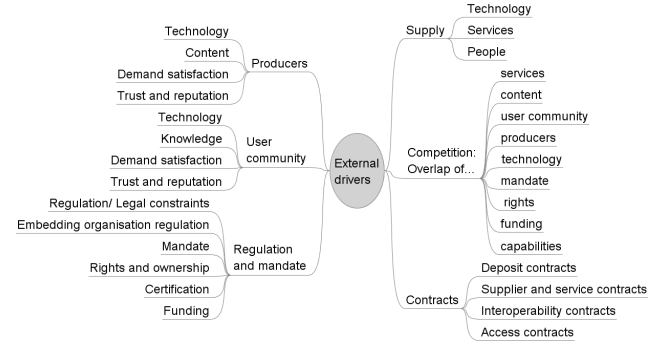 External
drivers
Producers
Technology
Content
Demand satisfaction
Trust and reputation
User
community
Technology
Knowledge
Demand satisfaction
Trust and reputation
Regulation
and mandate
Regulation/ Legal constraints
Embedding organisation regulation
Mandate
Rights and ownership
Certification
Funding
Supply
Technology
Services
People
Competition:
Overlap of...
services
content
user community
producers
technology
mandate
rights
funding
capabilities
Contracts
Deposit contracts
Supplier and service contracts
Interoperability contracts
Access contracts